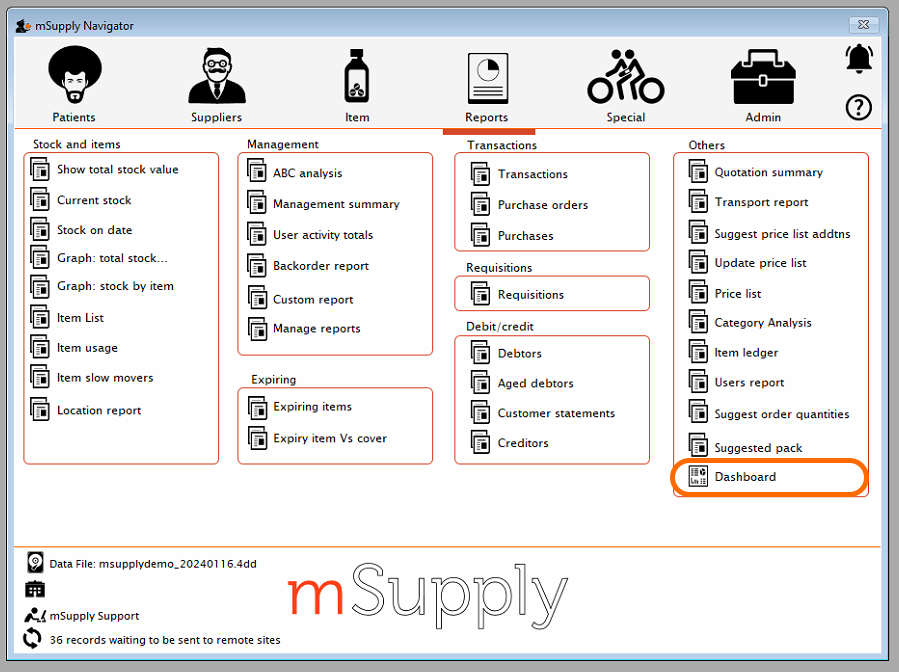 mSupply Navigator
Patients
Suppliers
Item
Reports
Special
Admin
Stock and items
Show total stock value
Current stock
Stock on date
Graph: total stock...
Graph: stock by item
Item List
Item usage
Item slow movers
Location report
Management
ABC analysis
Management summary
User activity totals
Backorder report
Custom report
Manage reports
Expiring
Expiring items
Expiry item Vs cover
Transactions
Transactions
Purchase orders
Purchases
Requisitions
Requisitions
Debit/credit
Debtors
Aged debtors
Customer statements
Creditors
Others
Quotation summary
Transport report
Suggest price list addtns
Update price list
Price list
Category Analysis
Item ledger
Users report
Suggest order quantities
Suggested pack
Dashboard
Data File: msupplydemo_20240116.4dd
mSupply Support
36 records waiting to be sent to remote sites
mSupply